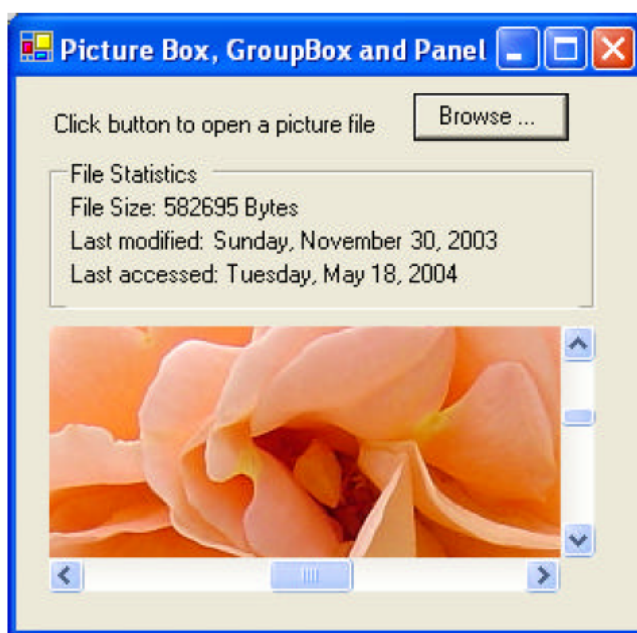 Picture Box, GroupBox and Panel
Click button to open a picture file
Browse ...
File Statistics
File Size: 582695 Bytes
Last modified: Sunday, November 30, 2003
Last accessed: Tuesday, May 18, 2004